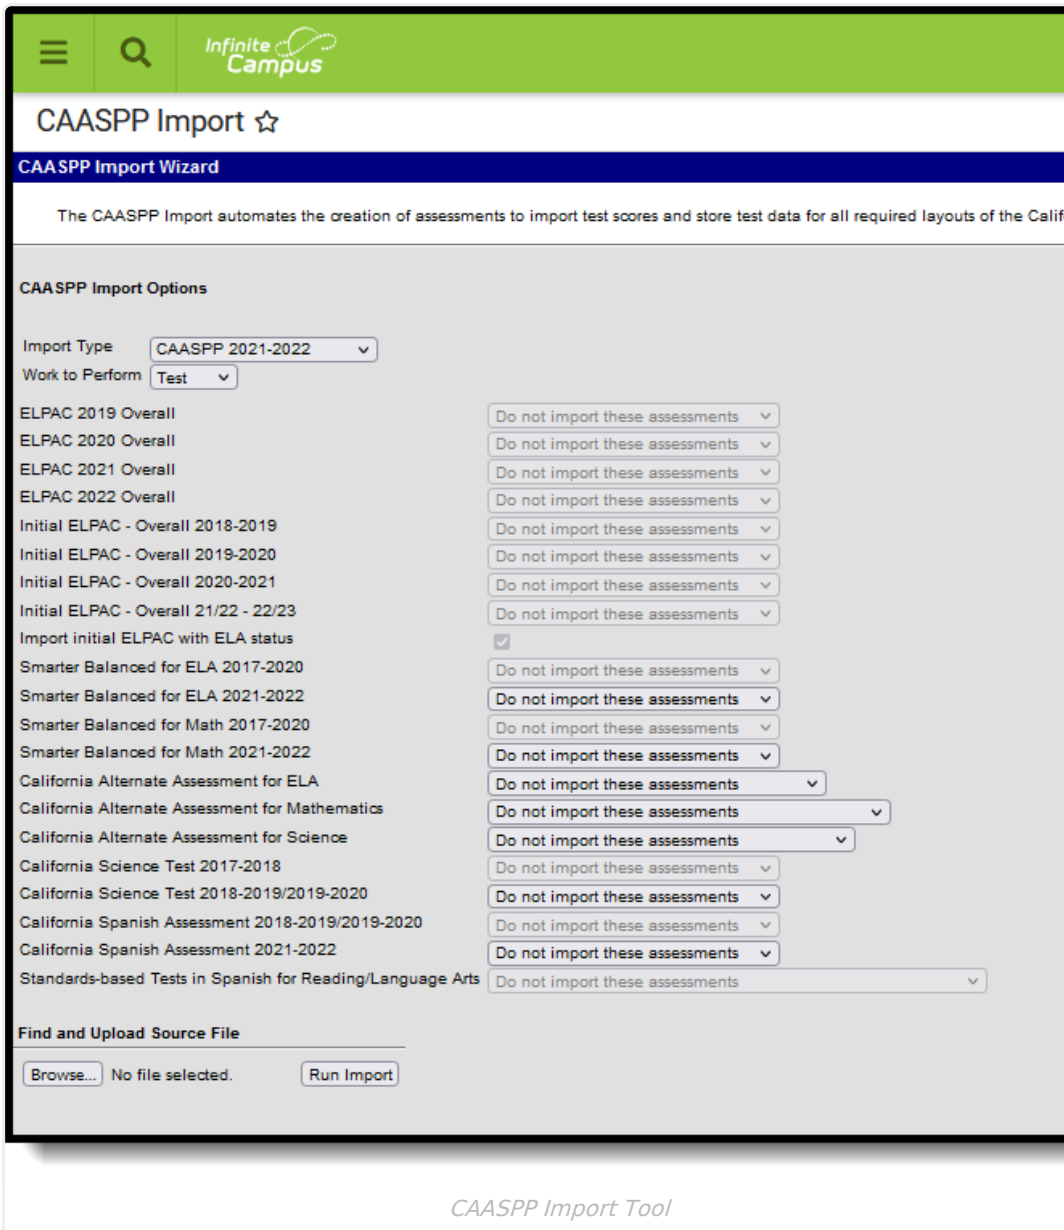 Infinite
Campus
CAASPP Import
CAASPP Import Wizard
The CAASPP Import automates the creation of assessments to import test scores and store test data for all required layouts of the Calif
CAASPP Import Options
Import Type CAASPP 2021-2022
Work to Perform Test
ELPAC 2019 Overall Do not import these assessments
ELPAC 2020 Overall Do not import these assessments
ELPAC 2021 Overall Do not import these assessments
ELPAC 2022 Overall Do not import these assessments
Initial ELPAC - Overall 2018-2019 Do not import these assessments
Initial ELPAC - Overall 2019-2020 Do not import these assessments
Initial ELPAC - Overall 2020-2021 Do not import these assessments
Initial ELPAC - Overall 21/22 - 22/23 Do not import these assessments
Import initial ELPAC with ELA status
Smarter Balanced for ELA 2017-2020 Do not import these assessments
Smarter Balanced for ELA 2021-2022 Do not import these assessments
Smarter Balanced for Math 2017-2020 Do not import these assessments
Smarter Balanced for Math 2021-2022 Do not import these assessments
California Alternate Assessment for ELA Do not import these assessments
California Alternate Assessment for Mathematics Do not import these assessments
California Alternate Assessment for Science Do not import these assessments
California Science Test 2017-2018 Do not import these assessments
California Science Test 2018-2019/2019-2020 Do not import these assessments
California Spanish Assessment 2018-2019/2019-2020 Do not import these assessments
California Spanish Assessment 2021-2022 Do not import these assessments
Standards-based Tests in Spanish for Reading/Language Arts Do not import these assessments
Find and Upload Source File
Browse... No file selected. Run Import
CAASPP Import Tool